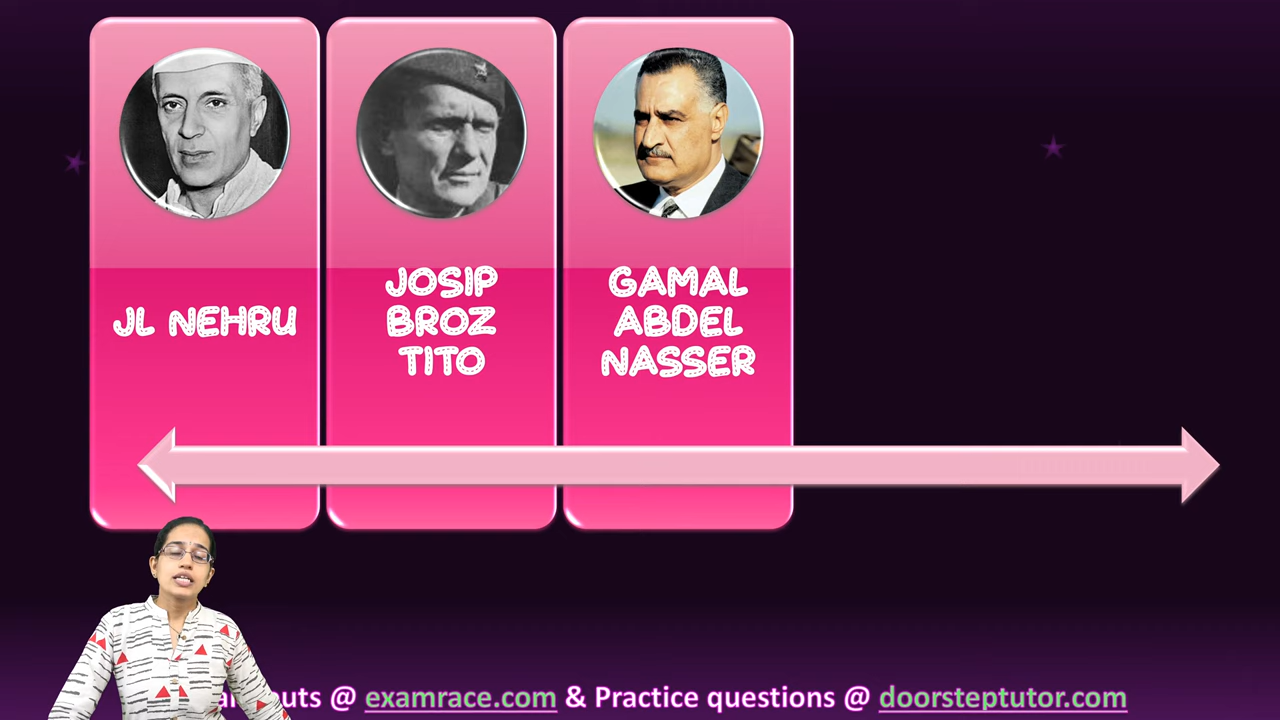 JL NEHRU
JOSIP
BROZ
TITO
GAMAL
ABDEL
NASSER
outs @ examrace.com & Practice questions @ doorsteptutor.com